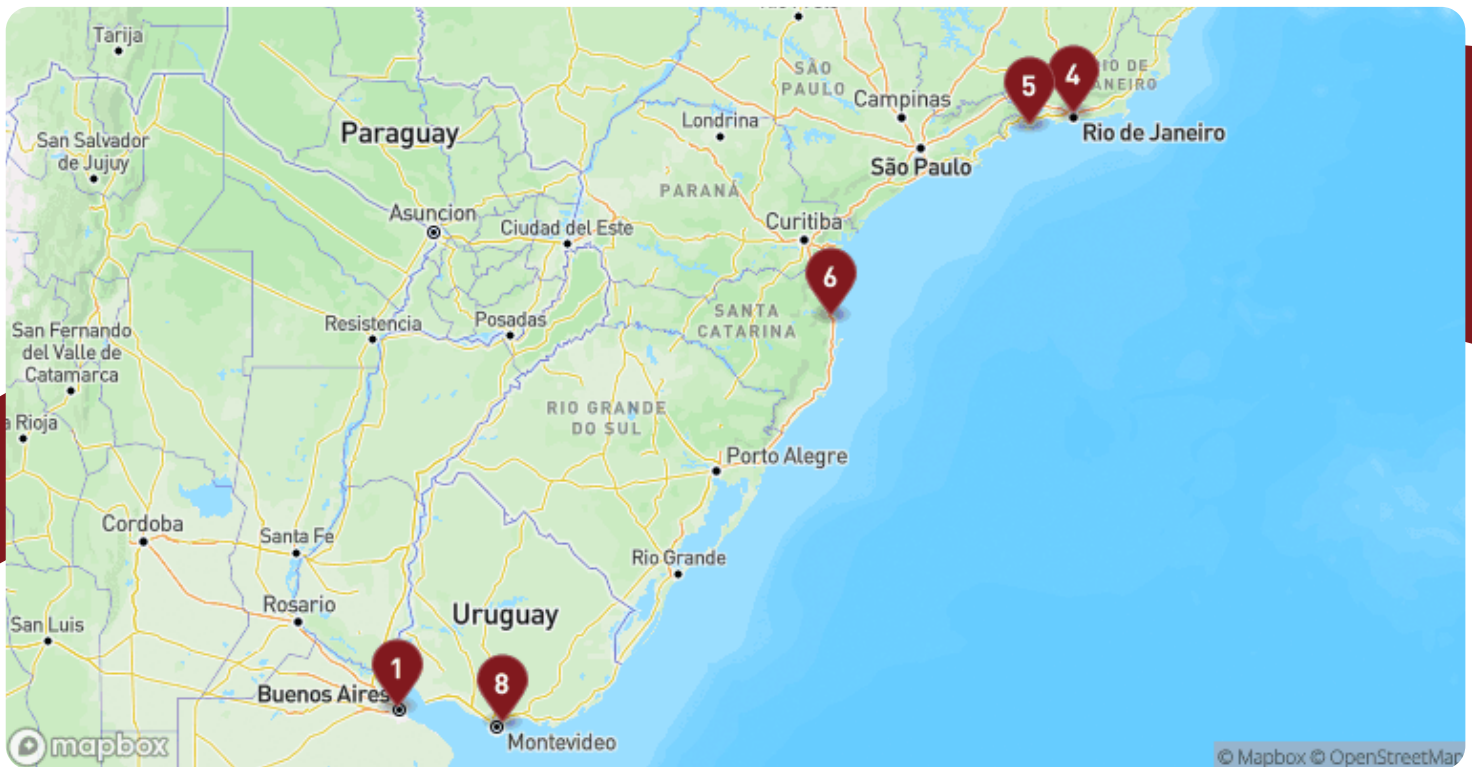 Tarija
SÃO
PAULO
5
4
RIO DE
JANEIRO
Campinas
Rio de Janeiro
Londrina
Paraguay
San Salvador
de Jujuy
São Paulo
PARANÁ
Asuncion
Ciudad del Este
Curitiba
6
San Fernando
del Valle de
Catamarca
Resistencia
Posadas
SANTA
CATARINA
a Rioja
RIO GRANDE
DO SUL
Porto Alegre
Cordoba
Santa Fe
Rio Grande
Rosario
Uruguay
San Luis
1
8
Buenos Aires
Montevideo
mapbox
© Mapbox © OpenStreetMap